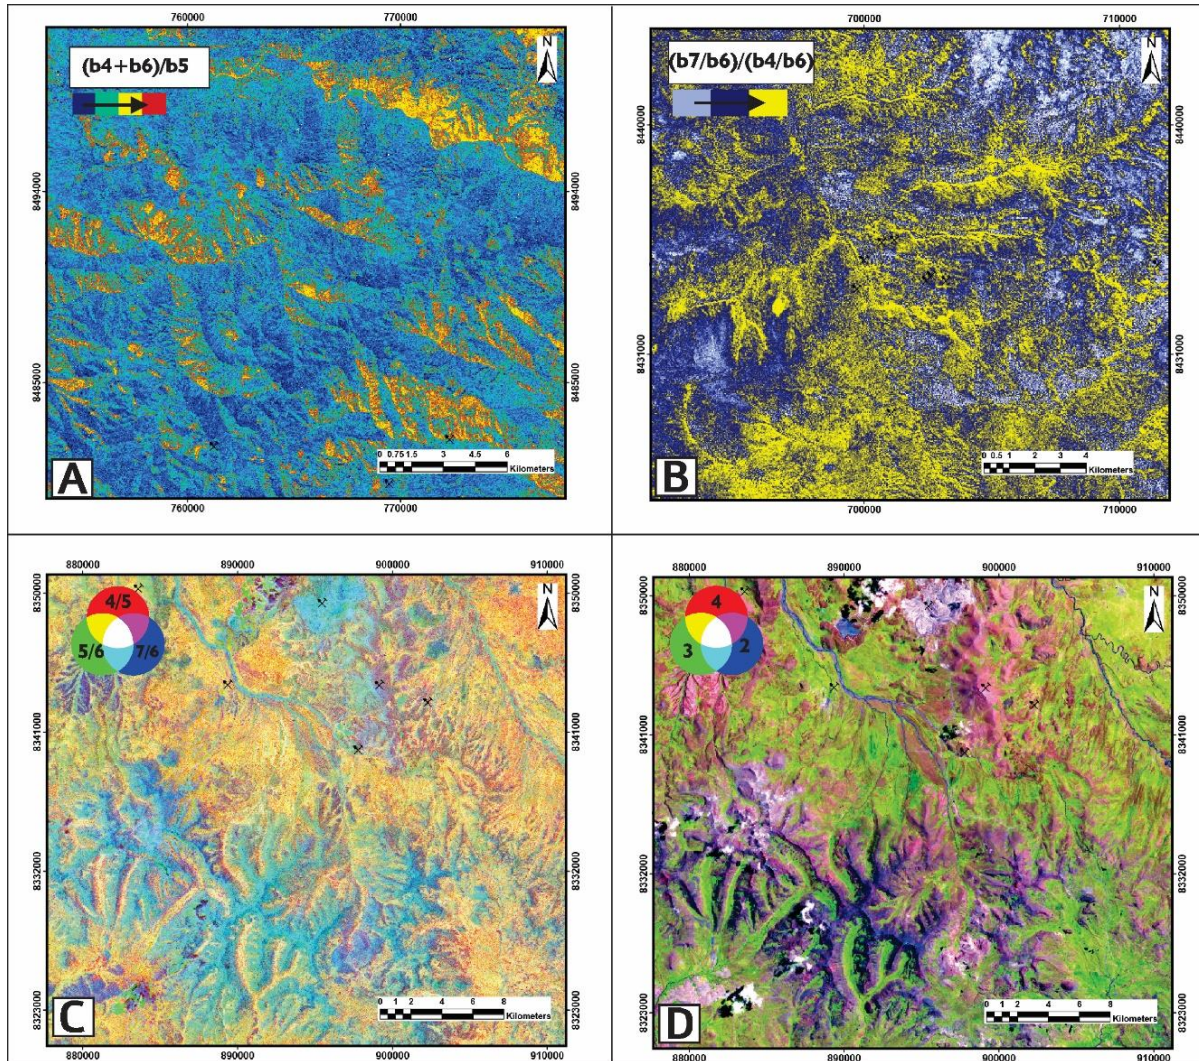 760000 770000
(b4+b6)/b5
N
8494000
8494000
8485000
8485000
0 0.75 1.5 3 4.5 6
Kilometers
A
760000 770000
700000 710000
(b7/b6)/(b4/b6)
N
8440000
8440000
8431000
8431000
0 0.5 1 2 3 4
Kilometers
B
700000 710000
880000 890000 900000 910000
4/5
5/6 7/6
N
8350000
8350000
8341000
8341000
8332000
8332000
8323000
8323000
0 1 2 4 6 8
Kilometers
C
880000 890000 900000 910000
880000 890000 900000 910000
4
3 2
N
8350000
8350000
8341000
8341000
8332000
8332000
8323000
8323000
0 1 2 4 6 8
Kilometers
D
880000 890000 900000 910000